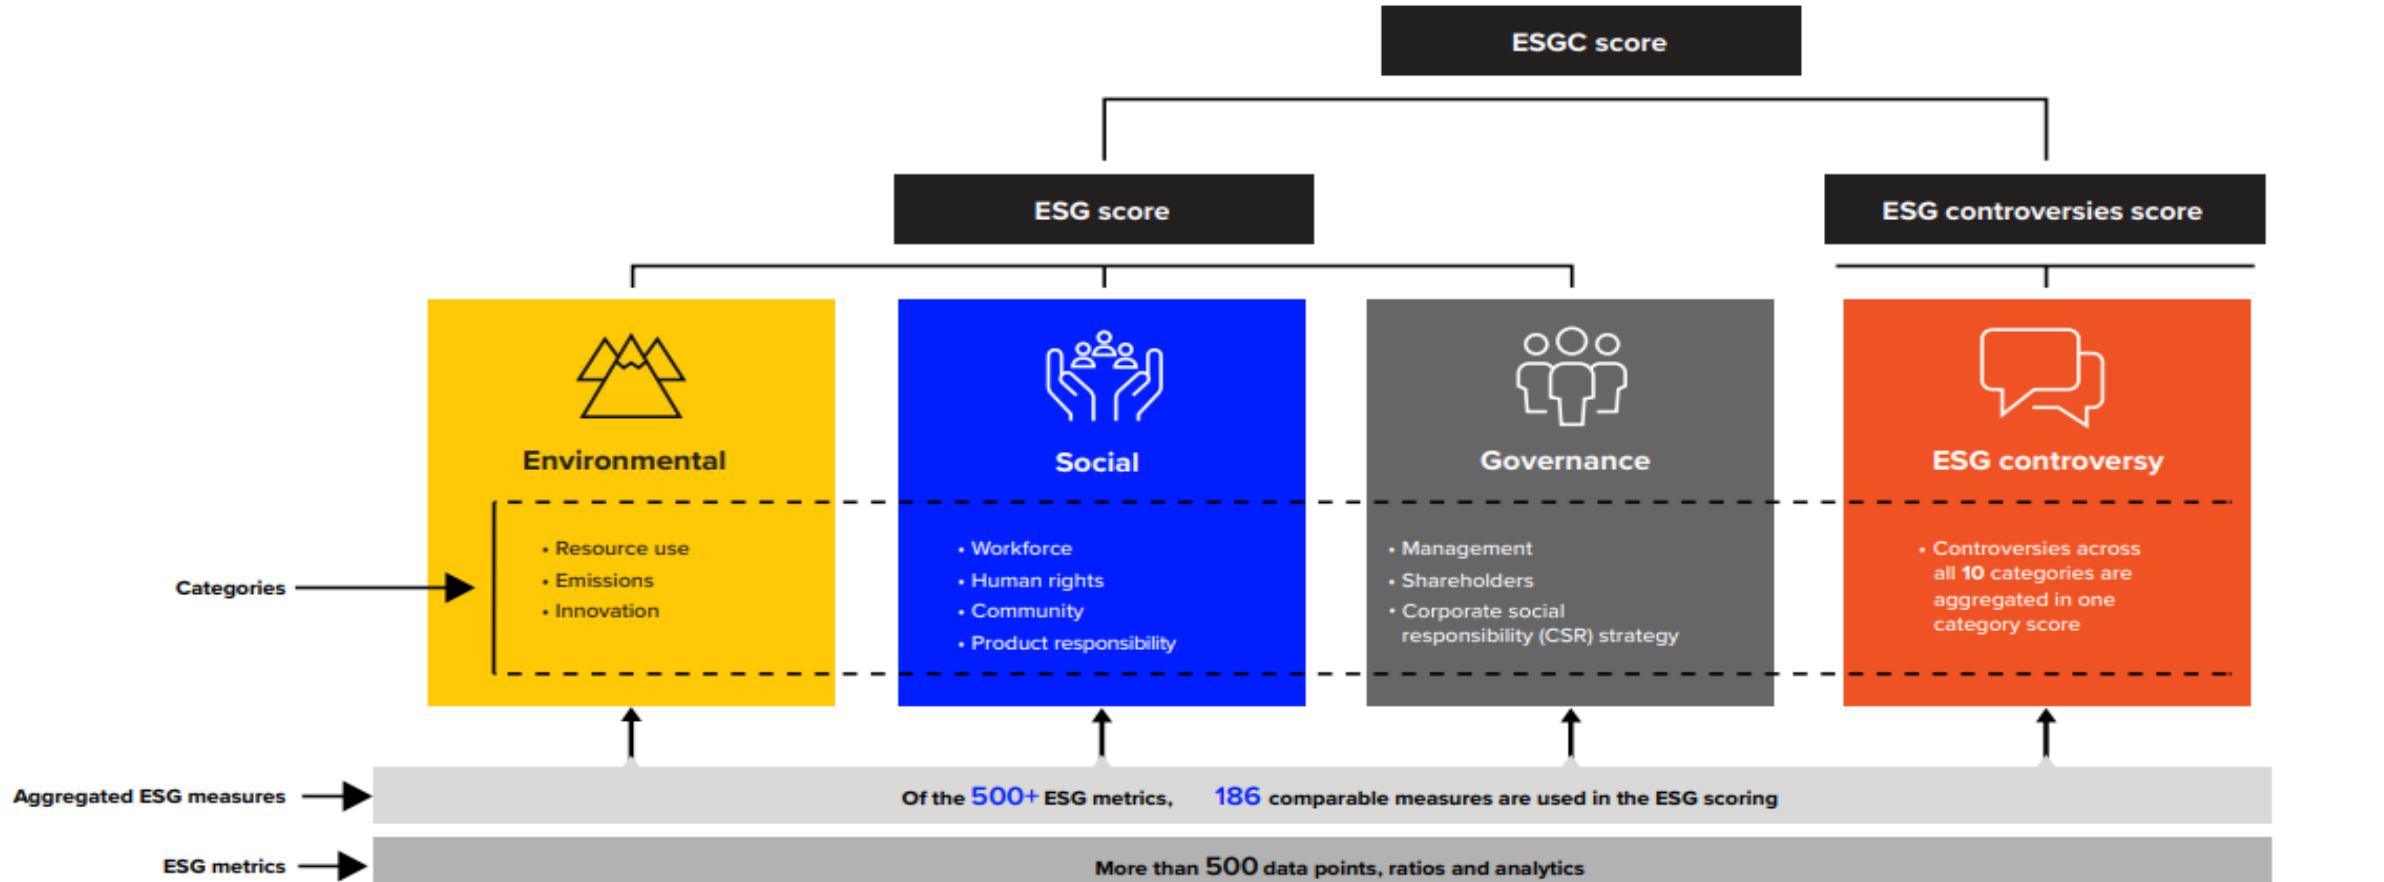 ESGC score
ESG score
ESG controversies score
Environmental
Social
Governance
ESG controversy
Categories
• Resource use
• Emissions
• Innovation
• Workforce
• Human rights
• Community
• Product responsibility
• Management
• Shareholders
• Corporate social
responsibility (CSR) strategy
• Controversies across
all 10 categories are
aggregated in one
category score
Aggregated ESG measures
Of the 500+ ESG metrics, 186 comparable measures are used in the ESG scoring
ESG metrics
More than 500 data points, ratios and analytics